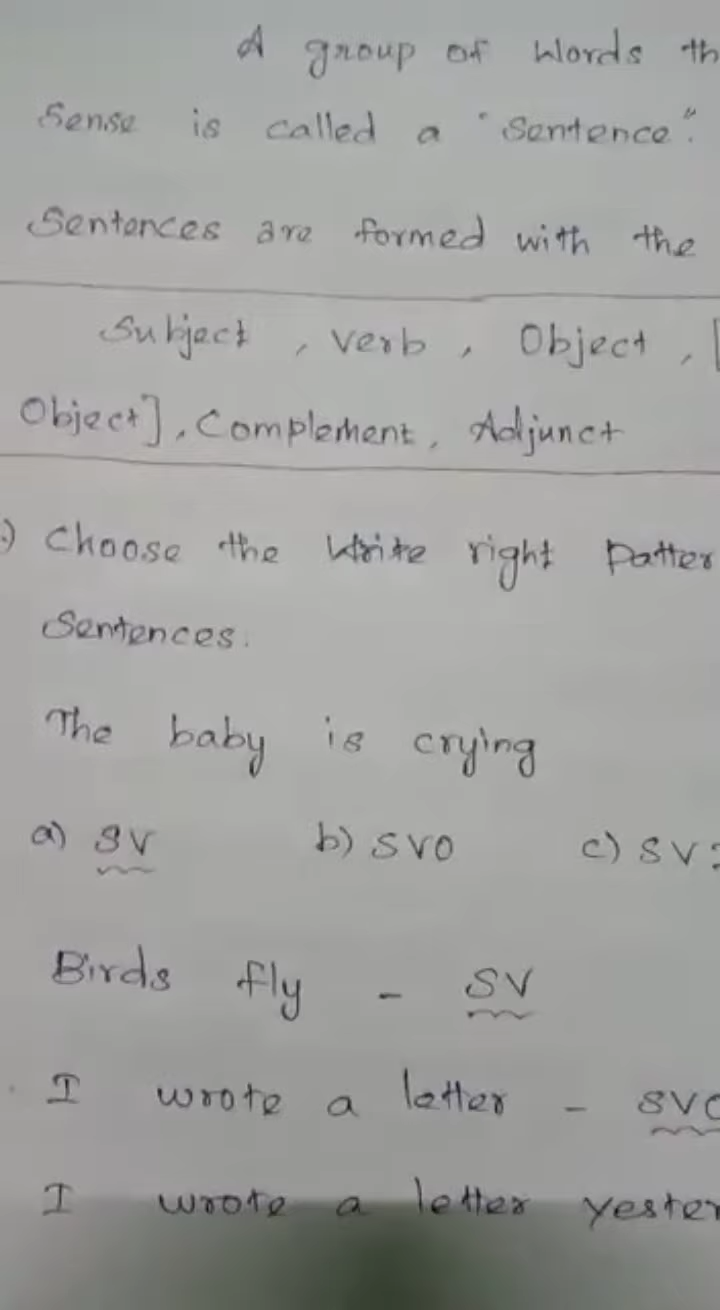 A group of words th
Sense is called a "Sentence".
Sentences are formed with the
Subject , Verb , Object , [
Object] , Complement , Adjunct
) Choose the right Patter
Sentences.
The baby is crying
a) SV b) SVO c) SV
Birds fly - SV
I wrote a letter - SVO
I wrote a letter yester